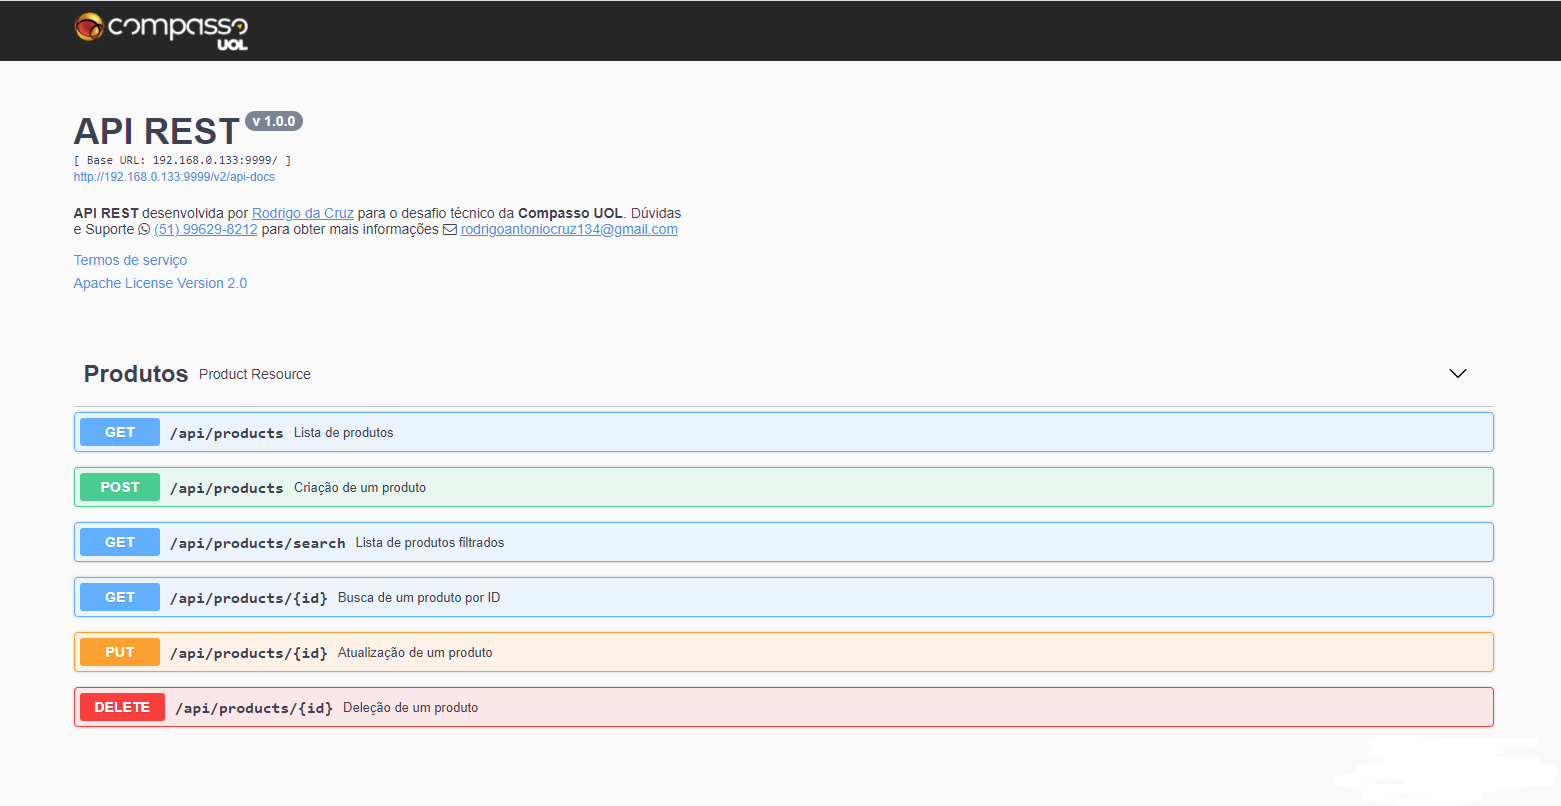 compasso
UOL
API REST v 1.0.0
[ Base URL: 192.168.0.133:9999/ ]
http://192.168.0.133:9999/v2/api-docs
API REST desenvolvida por Rodrigo da Cruz para o desafio técnico da Compasso UOL. Dúvidas
e Suporte (51) 99629-8212 para obter mais informações rodrigoantoniocruz134@gmail.com
Termos de serviço
Apache License Version 2.0
Produtos Product Resource
GET /api/products Lista de produtos
POST /api/products Criação de um produto
GET /api/products/search Lista de produtos filtrados
GET /api/products/{id} Busca de um produto por ID
PUT /api/products/{id} Atualização de um produto
DELETE /api/products/{id} Deleção de um produto